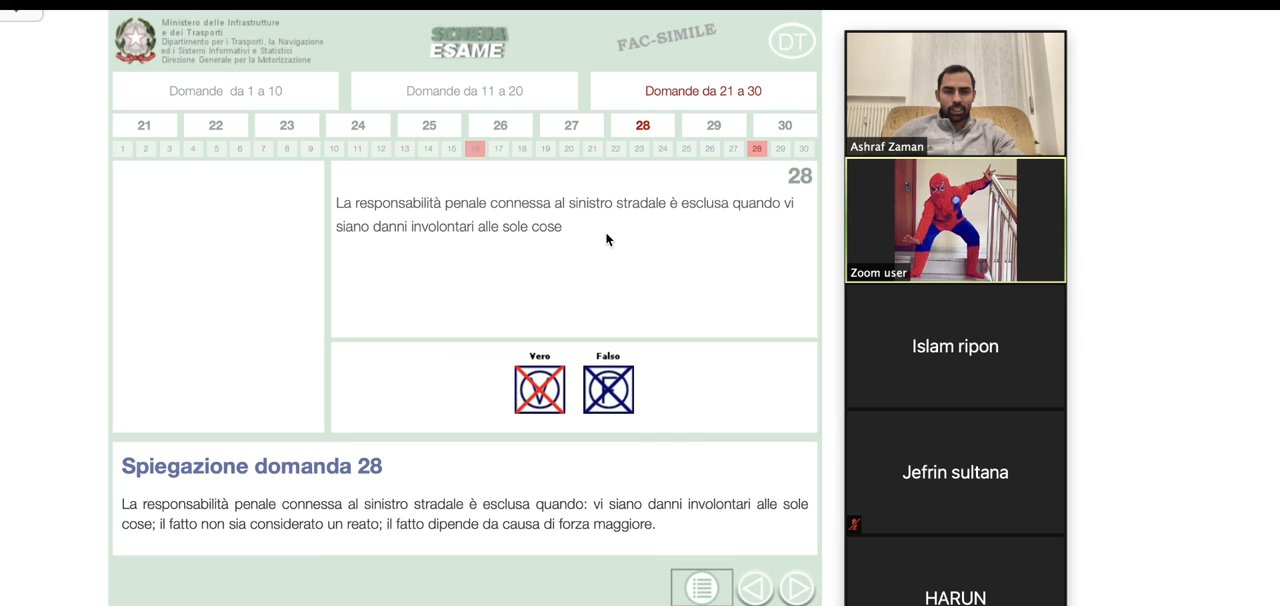 Ministero delle Infrastrutture
e dei Trasporti
Dipartimento per i Trasporti, la Navigazione
ed i Sistemi Informativi e Statistici
Direzione Generale per la Motorizzazione
SCHEDA
ESAME
FAC-SIMILE
DT
Domande da 1 a 10
Domande da 11 a 20
Domande da 21 a 30
21 22 23 24 25 26 27 28 29 30
1 2 3 4 5 6 7 8 9 10 11 12 13 14 15 16 17 18 19 20 21 22 23 24 25 26 27 28 29 30
28
La responsabilità penale connessa al sinistro stradale è esclusa quando vi
siano danni involontari alle sole cose
Vero Falso
V F
Spiegazione domanda 28
La responsabilità penale connessa al sinistro stradale è esclusa quando: vi siano danni involontari alle sole
cose; il fatto non sia considerato un reato; il fatto dipende da causa di forza maggiore.
Ashraf Zaman
Zoom user
Islam ripon
Jefrin sultana
HARUN